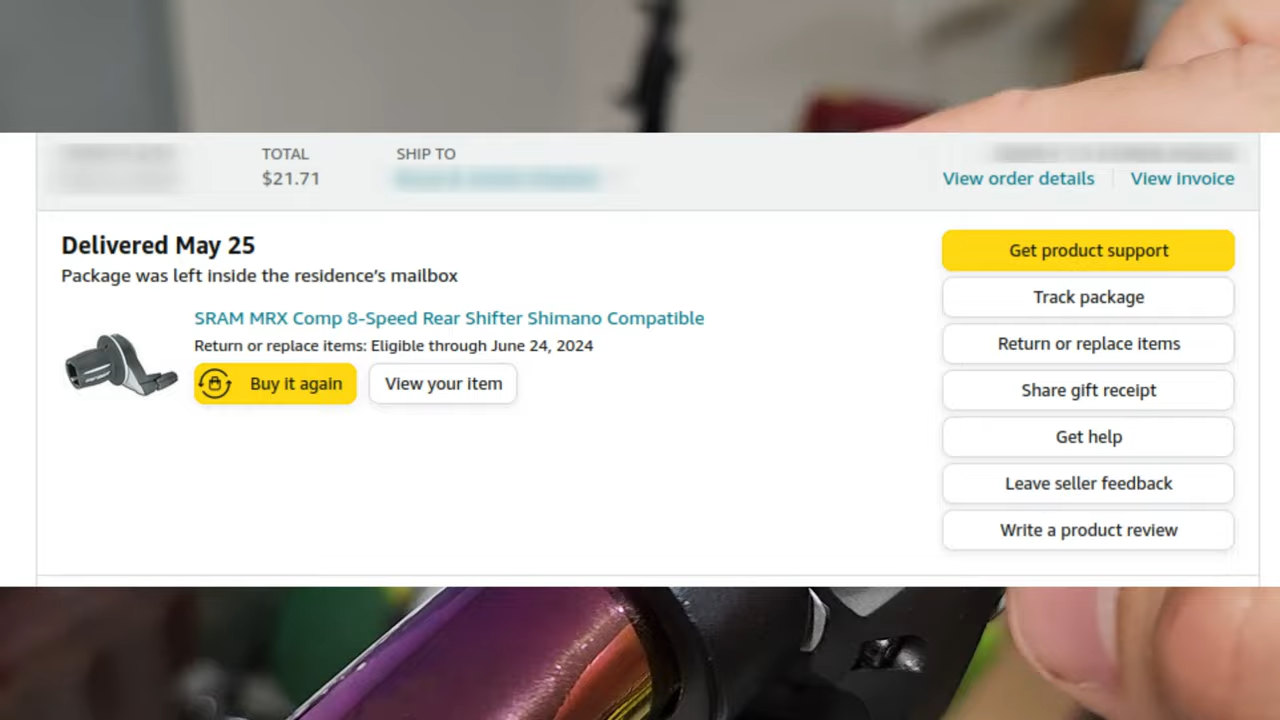 TOTAL
$21.71
SHIP TO
View order details
View invoice
Delivered May 25
Package was left inside the residence's mailbox
SRAM MRX Comp 8-Speed Rear Shifter Shimano Compatible
Return or replace items: Eligible through June 24, 2024
Buy it again
View your item
Get product support
Track package
Return or replace items
Share gift receipt
Get help
Leave seller feedback
Write a product review